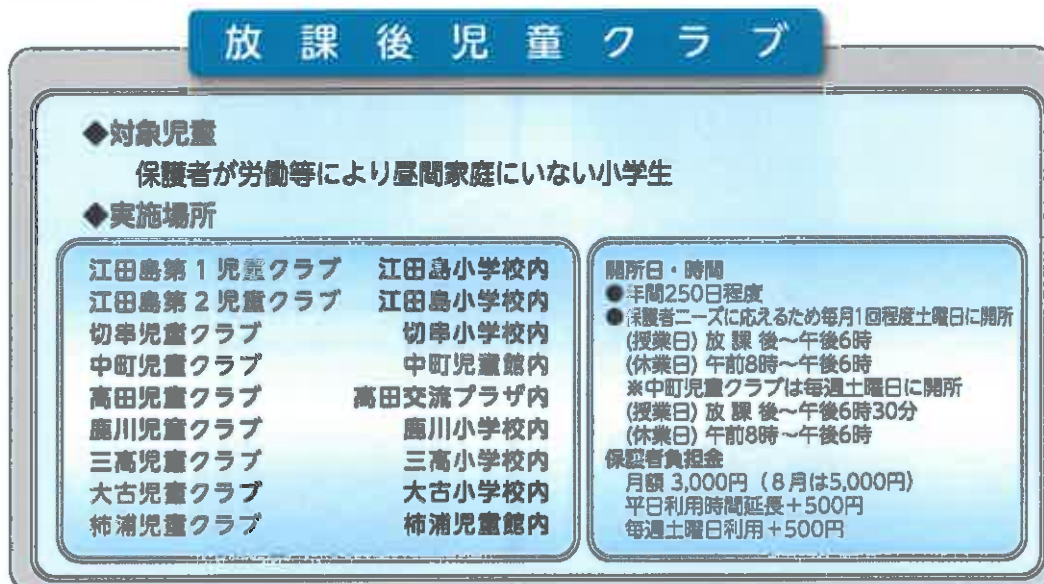 放課後児童クラブ
◆対象児童
保護者が労働等により昼間家庭にいない小学生
◆実施場所
江田島第1児童クラブ 江田島小学校内
江田島第2児童クラブ 江田島小学校内
切串児童クラブ 切串小学校内
中町児童クラブ 中町児童館内
高田児童クラブ 高田交流プラザ内
鹿川児童クラブ 鹿川小学校内
三高児童クラブ 三高小学校内
大古児童クラブ 大古小学校内
柿浦児童クラブ 柿浦児童館内
開所日・時間
●年間250日程度
●保護者ニーズに応えるため毎月1回程度土曜日に開所
(授業日) 放課後~午後6時
(休業日) 午前8時~午後6時
※中町児童クラブは毎週土曜日に開所
(授業日) 放課後~午後6時30分
(休業日) 午前8時~午後6時
保護者負担金
月額 3,000円(8月は5,000円)
平日利用時間延長+500円
毎週土曜日利用+500円